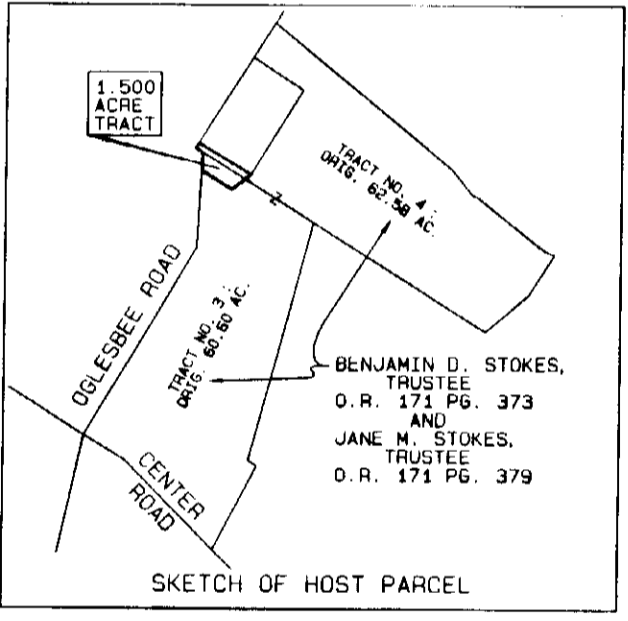 1.500
ACRE
TRACT
TRACT NO. 4 :
ORIG. 62.58 AC.
Z
OGLESBEE ROAD
TRACT NO. 3 :
ORIG. 60.60 AC.
BENJAMIN D. STOKES,
TRUSTEE
O.R. 171 PG. 373
AND
JANE M. STOKES,
TRUSTEE
O.R. 171 PG. 379
CENTER
ROAD
SKETCH OF HOST PARCEL